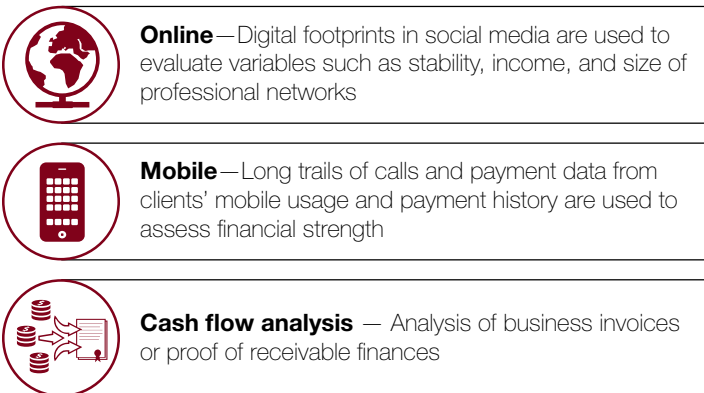 Online—Digital footprints in social media are used to
evaluate variables such as stability, income, and size of
professional networks
Mobile—Long trails of calls and payment data from
clients’ mobile usage and payment history are used to
assess financial strength
Cash flow analysis — Analysis of business invoices
or proof of receivable finances